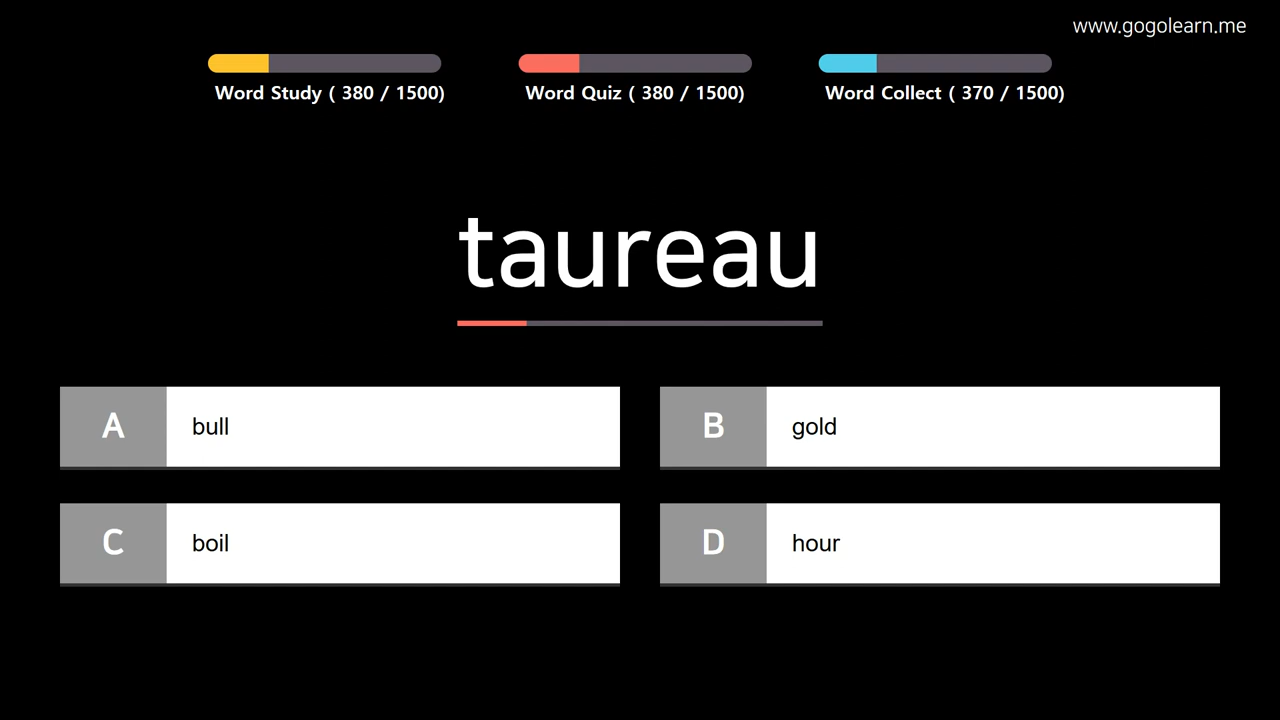 www.gogolearn.me
Word Study ( 380 / 1500)
Word Quiz ( 380 / 1500)
Word Collect ( 370 / 1500)
taureau
A bull
B gold
C boil
D hour